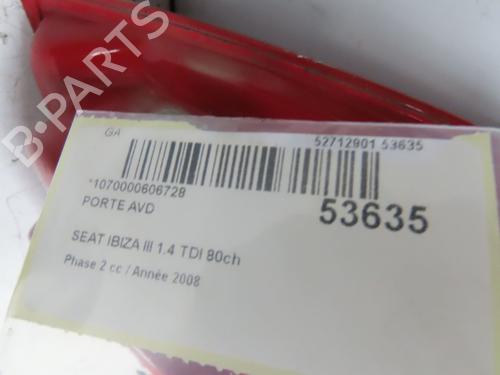 B-PARTS
GA
52712901 53635
*1070000606729
53635
PORTE AVD
SEAT IBIZA III 1.4 TDI 80ch
Phase 2 cc / Année 2008